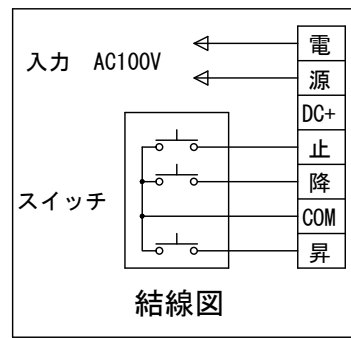 入力 AC100V
電
源
DC+
止
降
COM
昇
スイッチ
結線図